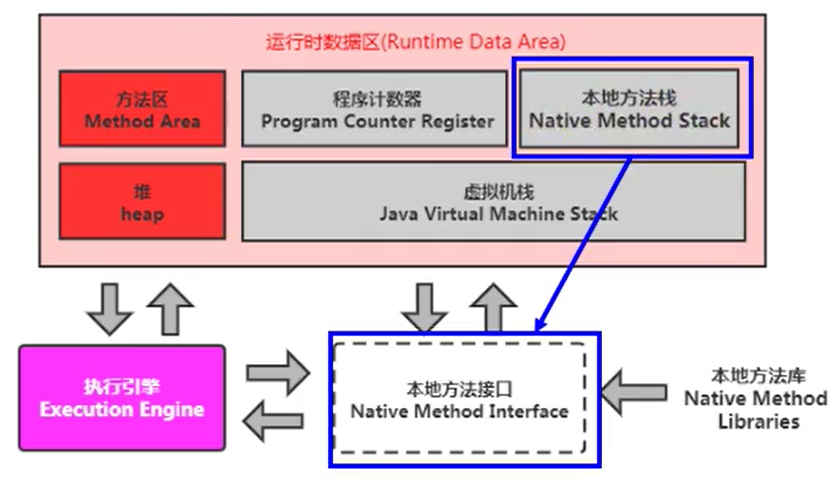 运行时数据区(Runtime Data Area)
方法区
Method Area
程序计数器
Program Counter Register
本地方法栈
Native Method Stack
堆
heap
虚拟机栈
Java Virtual Machine Stack
执行引擎
Execution Engine
本地方法接口
Native Method Interface
本地方法库
Native Method
Libraries